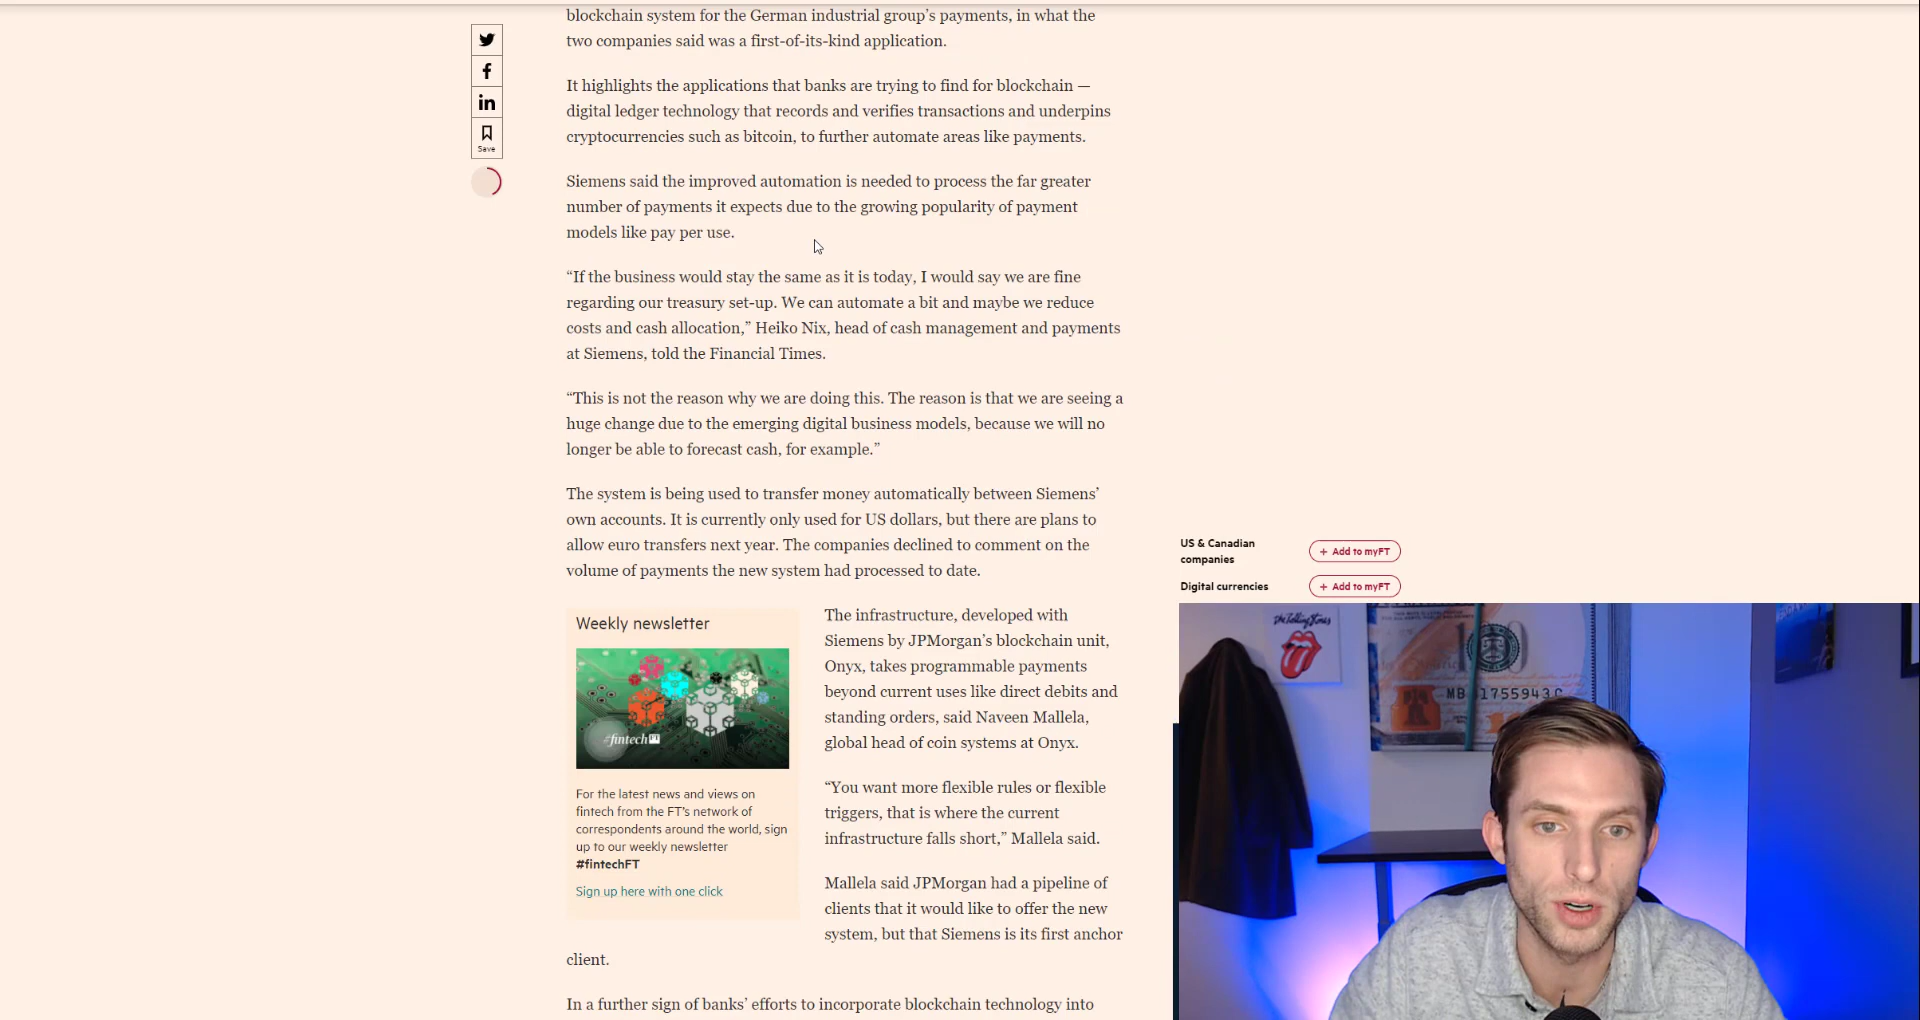 blockchain system for the German industrial group’s payments, in what the
two companies said was a first-of-its-kind application.
It highlights the applications that banks are trying to find for blockchain —
digital ledger technology that records and verifies transactions and underpins
cryptocurrencies such as bitcoin, to further automate areas like payments.
Save
Siemens said the improved automation is needed to process the far greater
number of payments it expects due to the growing popularity of payment
models like pay per use.
“If the business would stay the same as it is today, I would say we are fine
regarding our treasury set-up. We can automate a bit and maybe we reduce
costs and cash allocation,” Heiko Nix, head of cash management and payments
at Siemens, told the Financial Times.
“This is not the reason why we are doing this. The reason is that we are seeing a
huge change due to the emerging digital business models, because we will no
longer be able to forecast cash, for example.”
The system is being used to transfer money automatically between Siemens’
own accounts. It is currently only used for US dollars, but there are plans to
allow euro transfers next year. The companies declined to comment on the
volume of payments the new system had processed to date.
Weekly newsletter
#fintech FT
For the latest news and views on
fintech from the FT’s network of
correspondents around the world, sign
up to our weekly newsletter
#fintechFT
Sign up here with one click
The infrastructure, developed with
Siemens by JPMorgan’s blockchain unit,
Onyx, takes programmable payments
beyond current uses like direct debits and
standing orders, said Naveen Mallela,
global head of coin systems at Onyx.
“You want more flexible rules or flexible
triggers, that is where the current
infrastructure falls short,” Mallela said.
Mallela said JPMorgan had a pipeline of
clients that it would like to offer the new
system, but that Siemens is its first anchor
client.
In a further sign of banks’ efforts to incorporate blockchain technology into
US & Canadian
companies
+ Add to myFT
Digital currencies
+ Add to myFT
The Rolling Stones